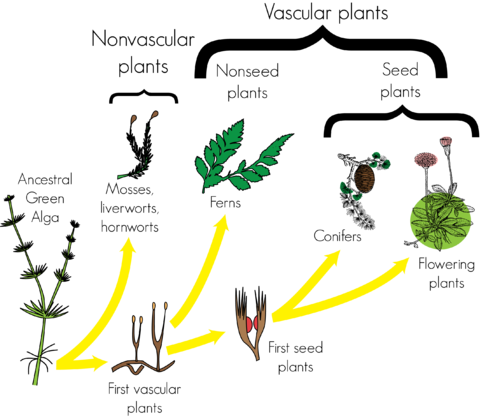 Vascular plants
Nonvascular
plants
Nonseed
plants
Seed
plants
Ancestral
Green
Alga
Mosses,
liverworts,
hornworts
Ferns
Conifers
Flowering
plants
First vascular
plants
First seed
plants